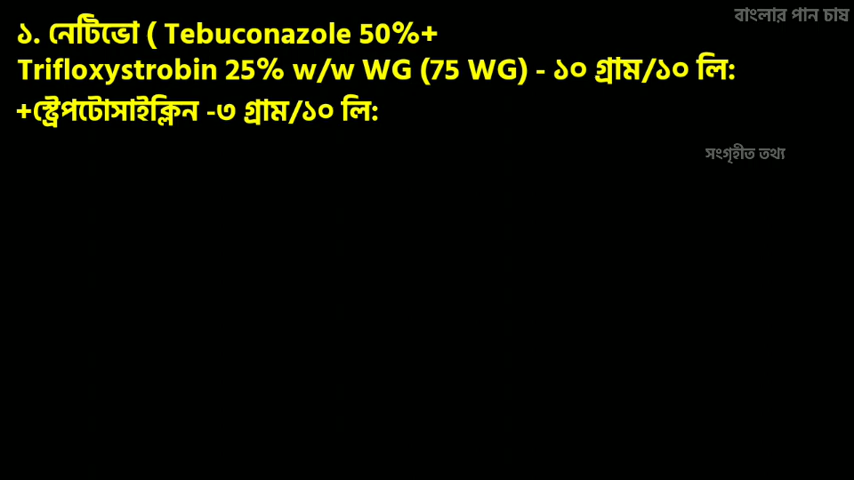 বাংলার পান চাষ
১. নেটিভো ( Tebuconazole 50%+
Trifloxystrobin 25% w/w WG (75 WG) - ১০ গ্রাম/১০ লি:
+স্ট্রেপটোসাইক্লিন -৩ গ্রাম/১০ লি:
সংগৃহীত তথ্য